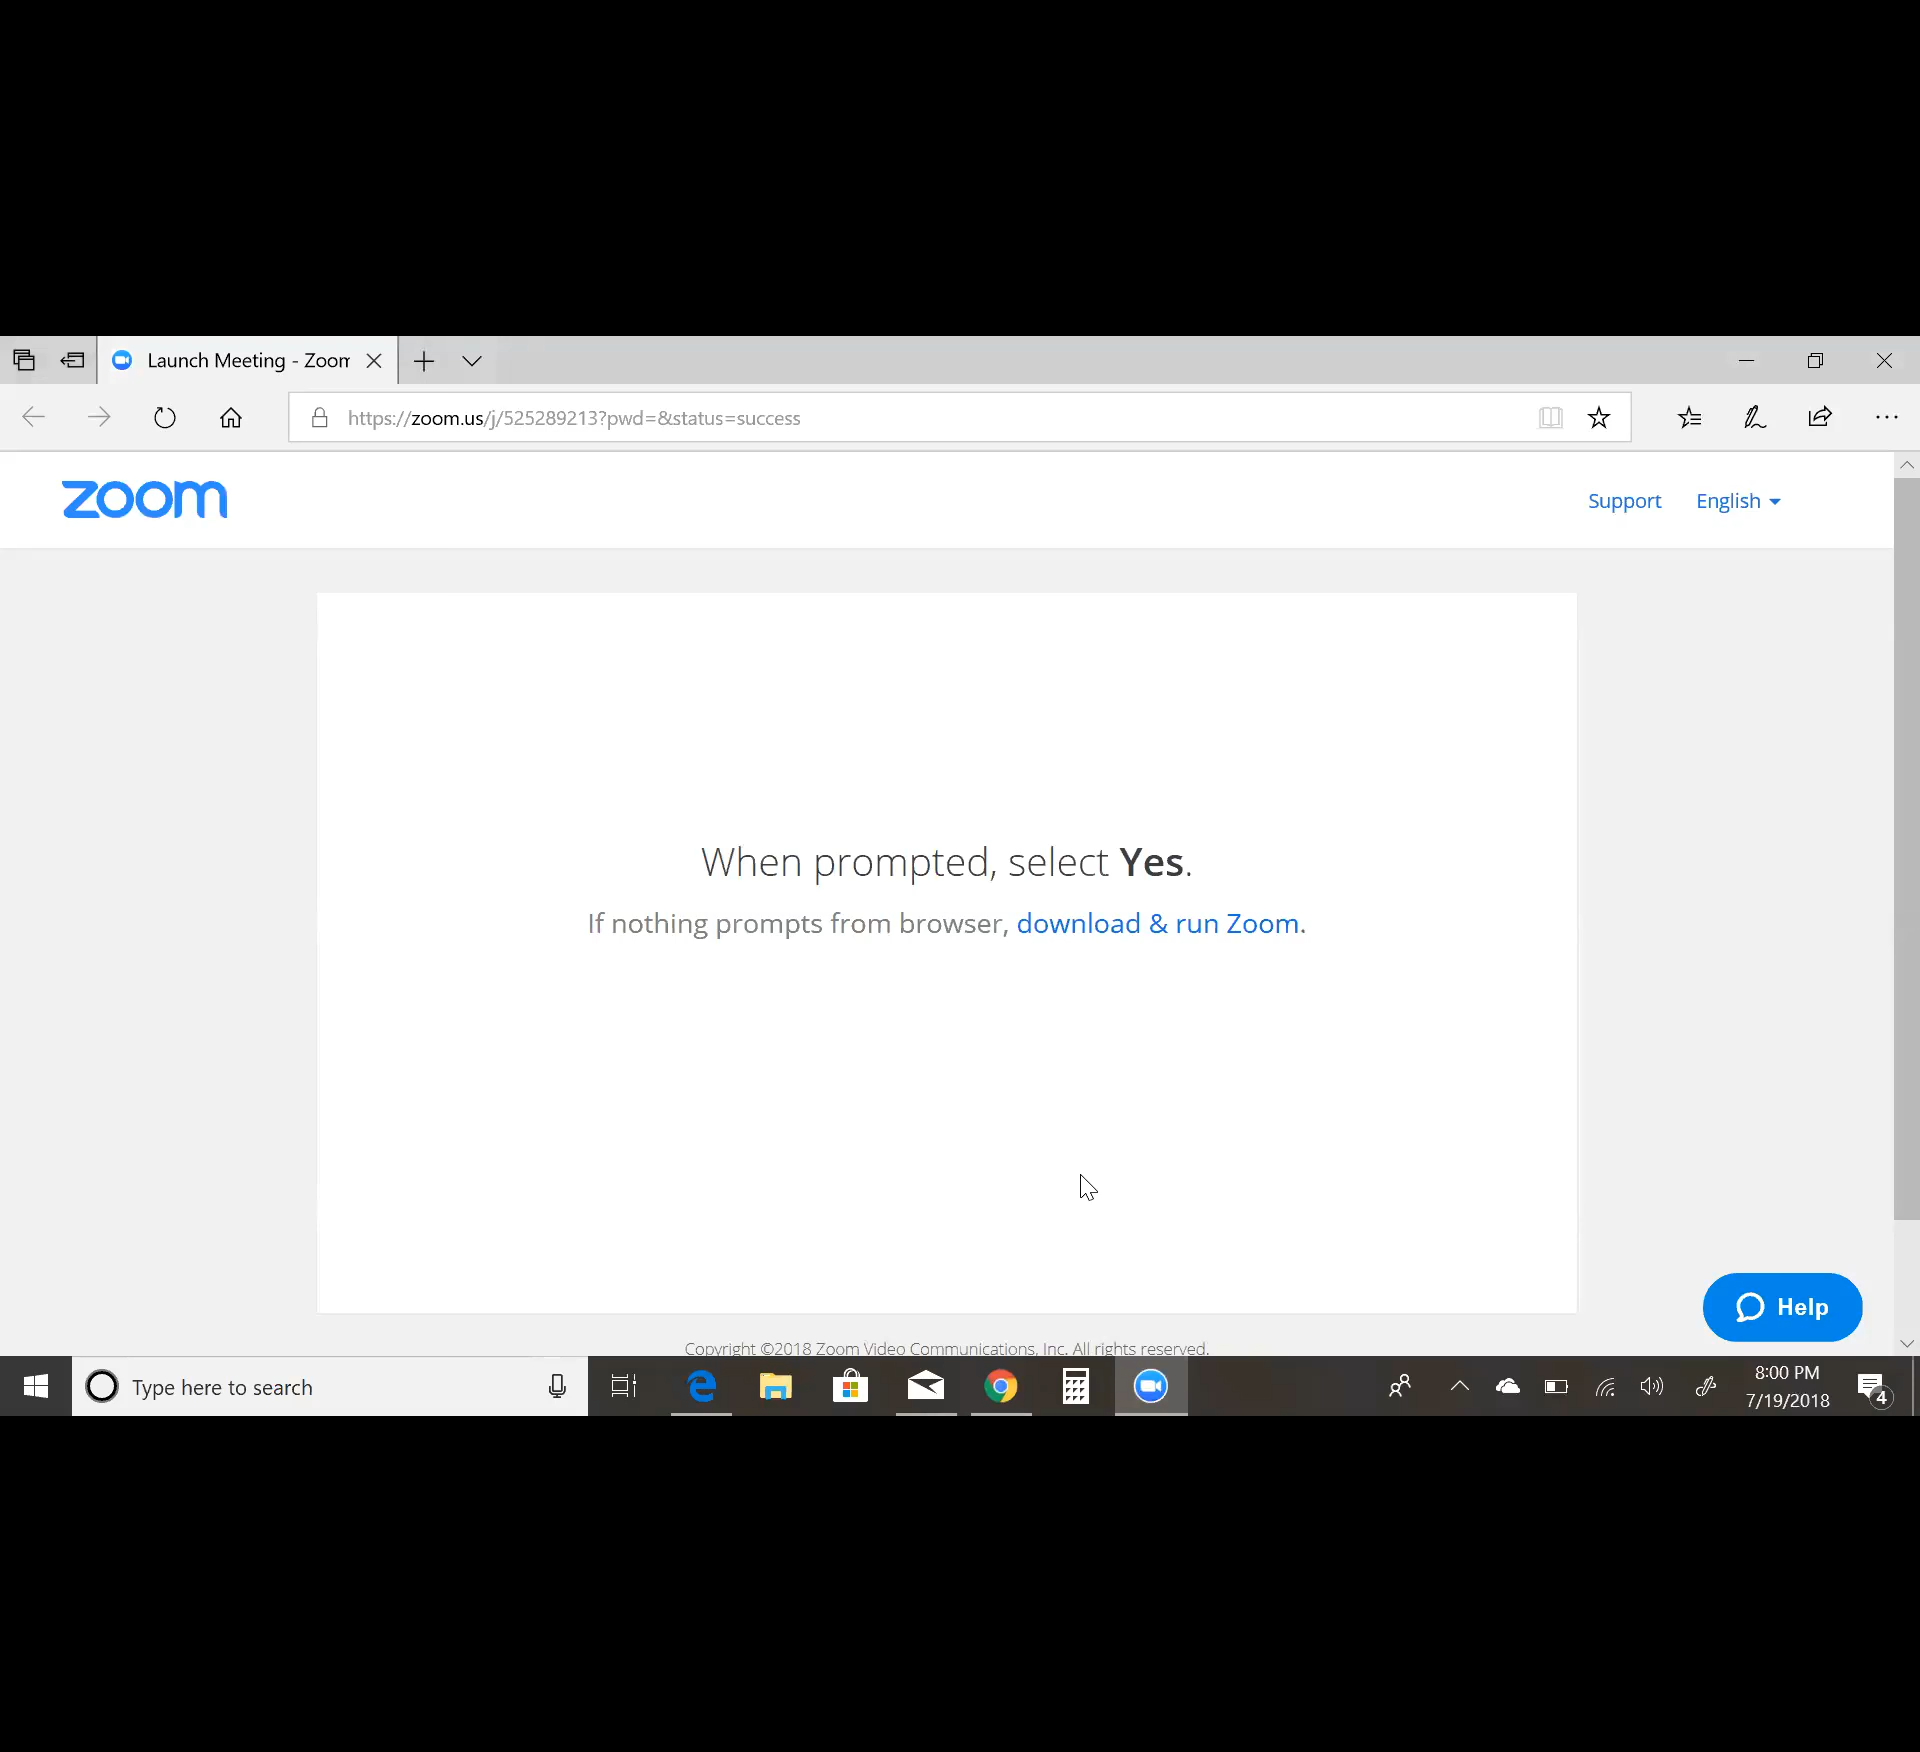 Launch Meeting - Zoom
https://zoom.us/j/525289213?pwd=&status=success
zoom
Support English
When prompted, select Yes.
If nothing prompts from browser, download & run Zoom.
Help
Copyright ©2018 Zoom Video Communications, Inc. All rights reserved.
Type here to search
8:00 PM
7/19/2018
4